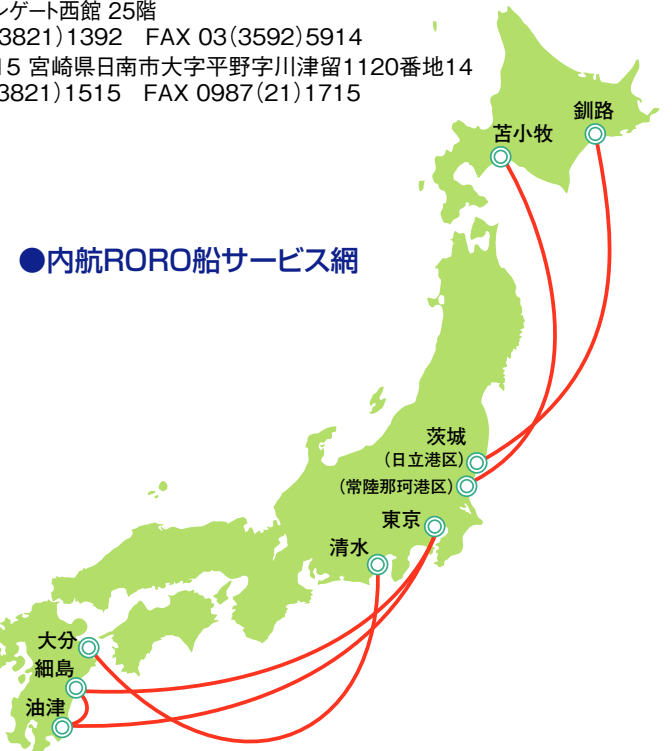 ンゲート西館 25階
3821)1392 FAX 03(3592)5914
15 宮崎県日南市大字平野字川津留1120番地14
3821)1515 FAX 0987(21)1715
●内航RORO船サービス網
釧路
苫小牧
茨城
(日立港区)
(常陸那珂港区)
東京
清水
大分
細島
油津